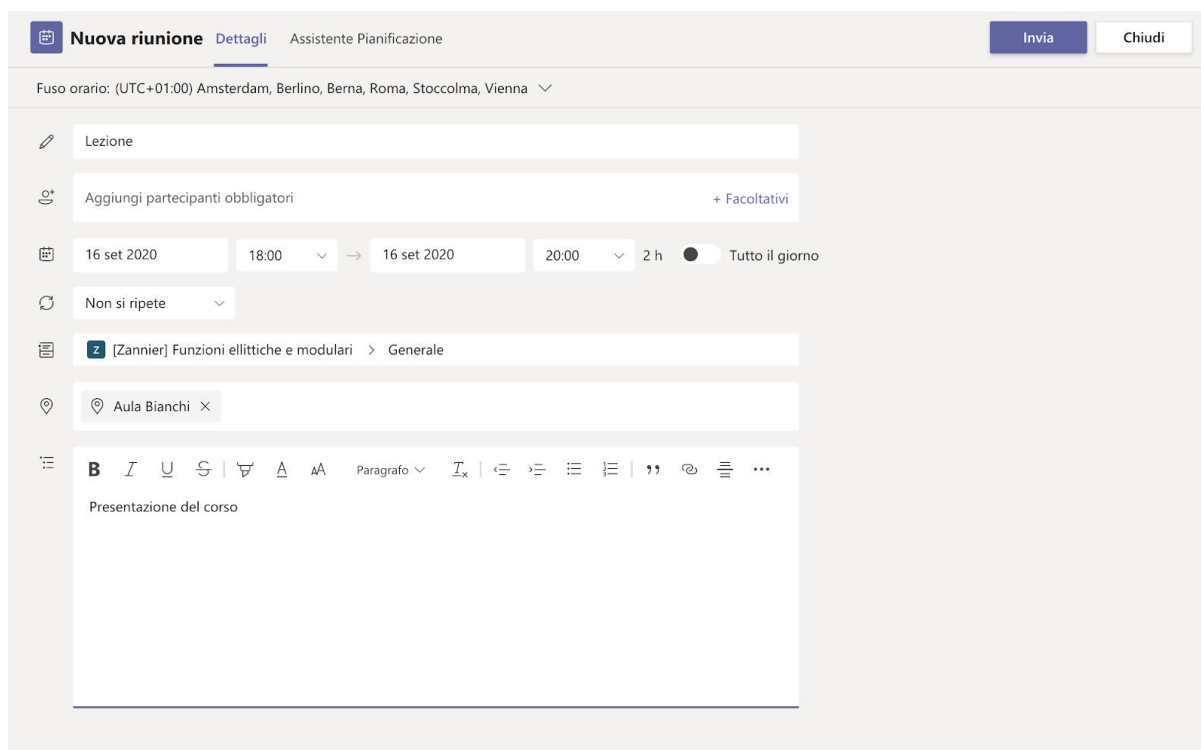 Nuova riunione Dettagli Assistente Pianificazione Invia Chiudi
Fuso orario: (UTC+01:00) Amsterdam, Berlino, Berna, Roma, Stoccolma, Vienna
Lezione
Aggiungi partecipanti obbligatori + Facoltativi
16 set 2020 18:00 → 16 set 2020 20:00 2 h Tutto il giorno
Non si ripete
Z [Zannier] Funzioni ellittiche e modulari > Generale
Aula Bianchi ×
B I U S A AA Paragrafo Tx
Presentazione del corso